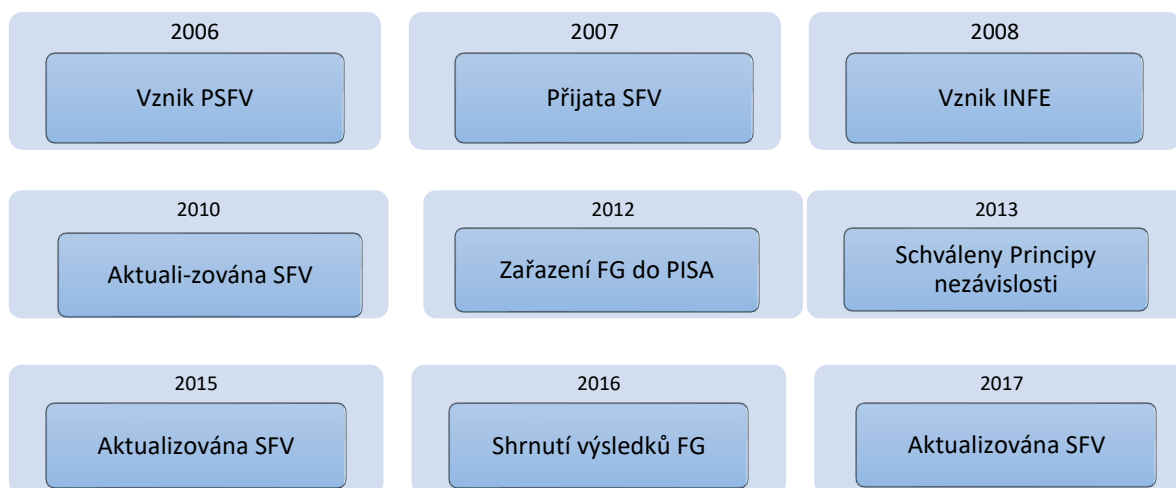 2006
Vznik PSFV
2007
Přijata SFV
2008
Vznik INFE
2010
Aktuali-zována SFV
2012
Zařazení FG do PISA
2013
Schváleny Principy
nezávislosti
2015
Aktualizována SFV
2016
Shrnutí výsledků FG
2017
Aktualizována SFV